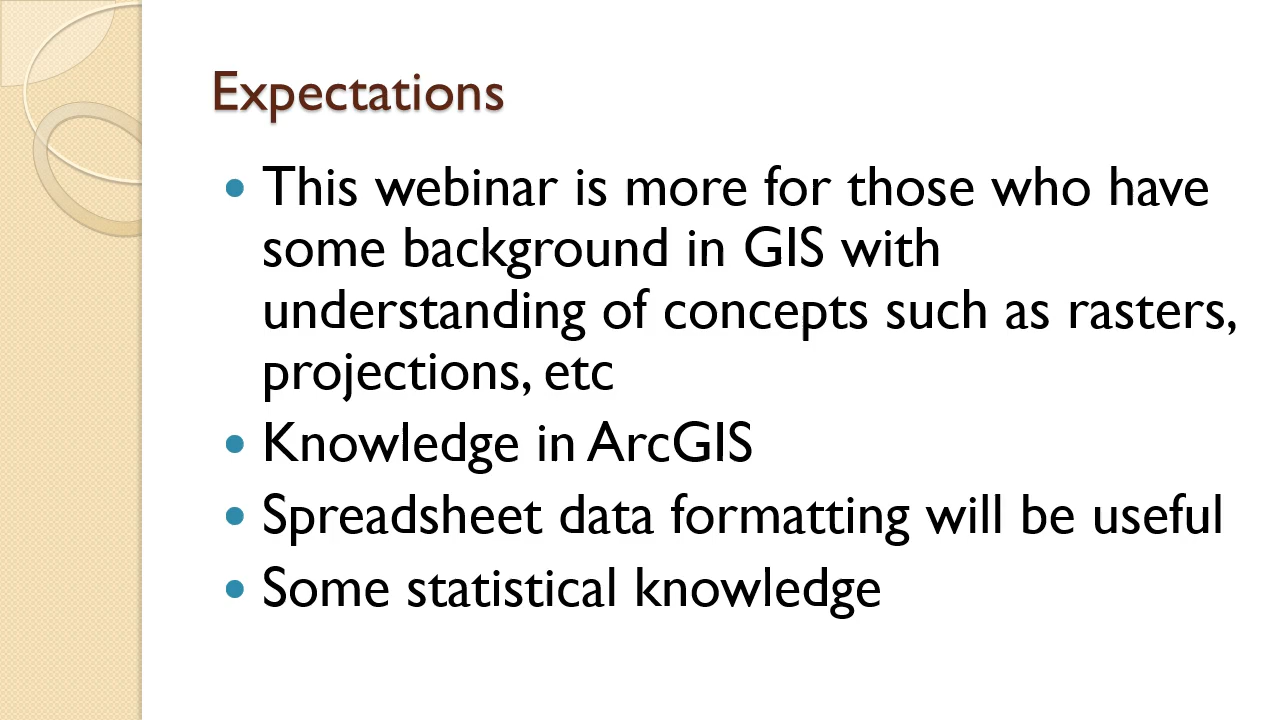 Expectations
• This webinar is more for those who have
some background in GIS with
understanding of concepts such as rasters,
projections, etc
• Knowledge in ArcGIS
• Spreadsheet data formatting will be useful
• Some statistical knowledge